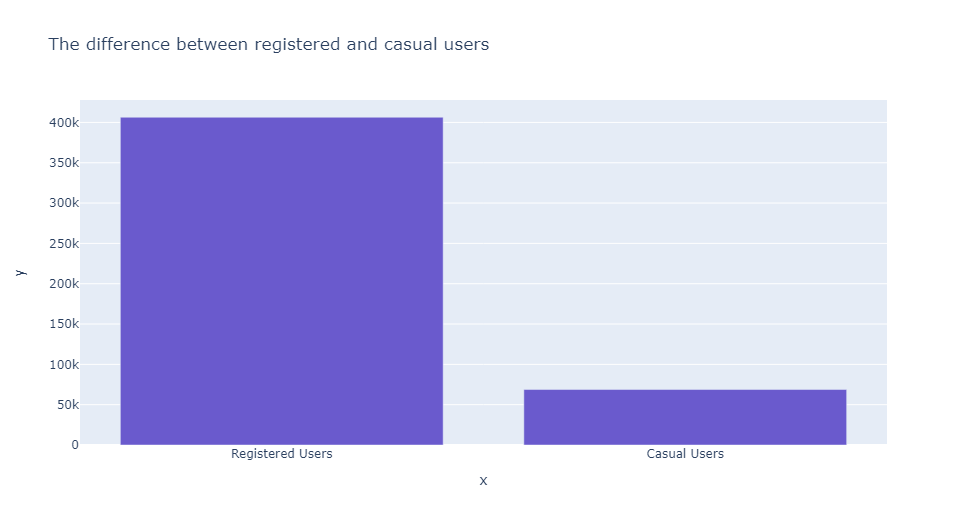 The difference between registered and casual users
400k
350k
300k
250k
200k
150k
100k
50k
0
y
Registered Users
Casual Users
x